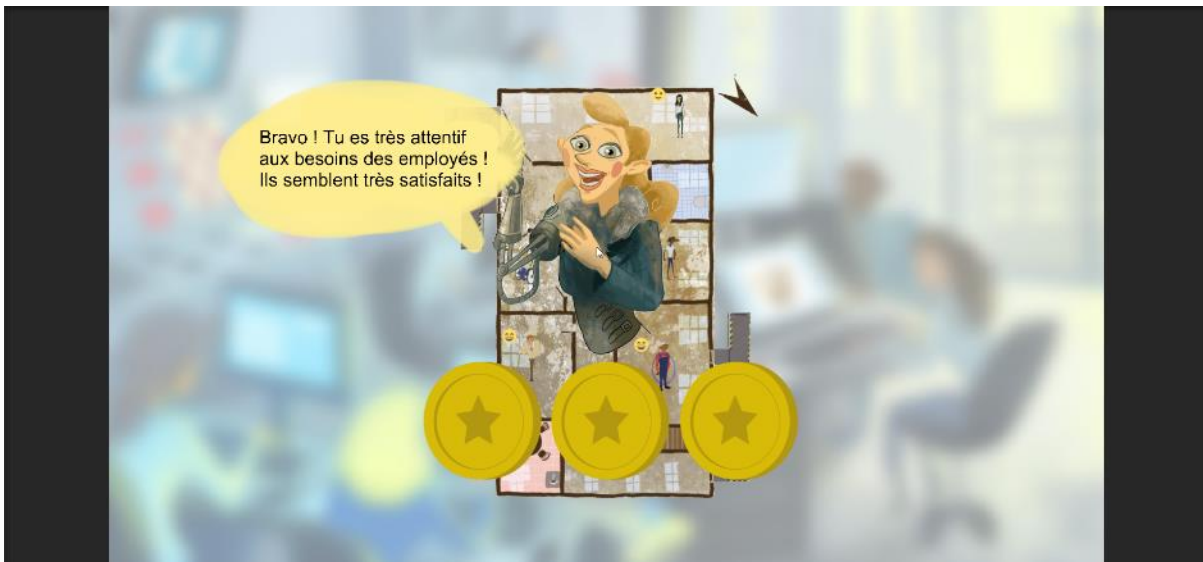 Bravo ! Tu es très attentif
aux besoins des employés !
Ils semblent très satisfaits !